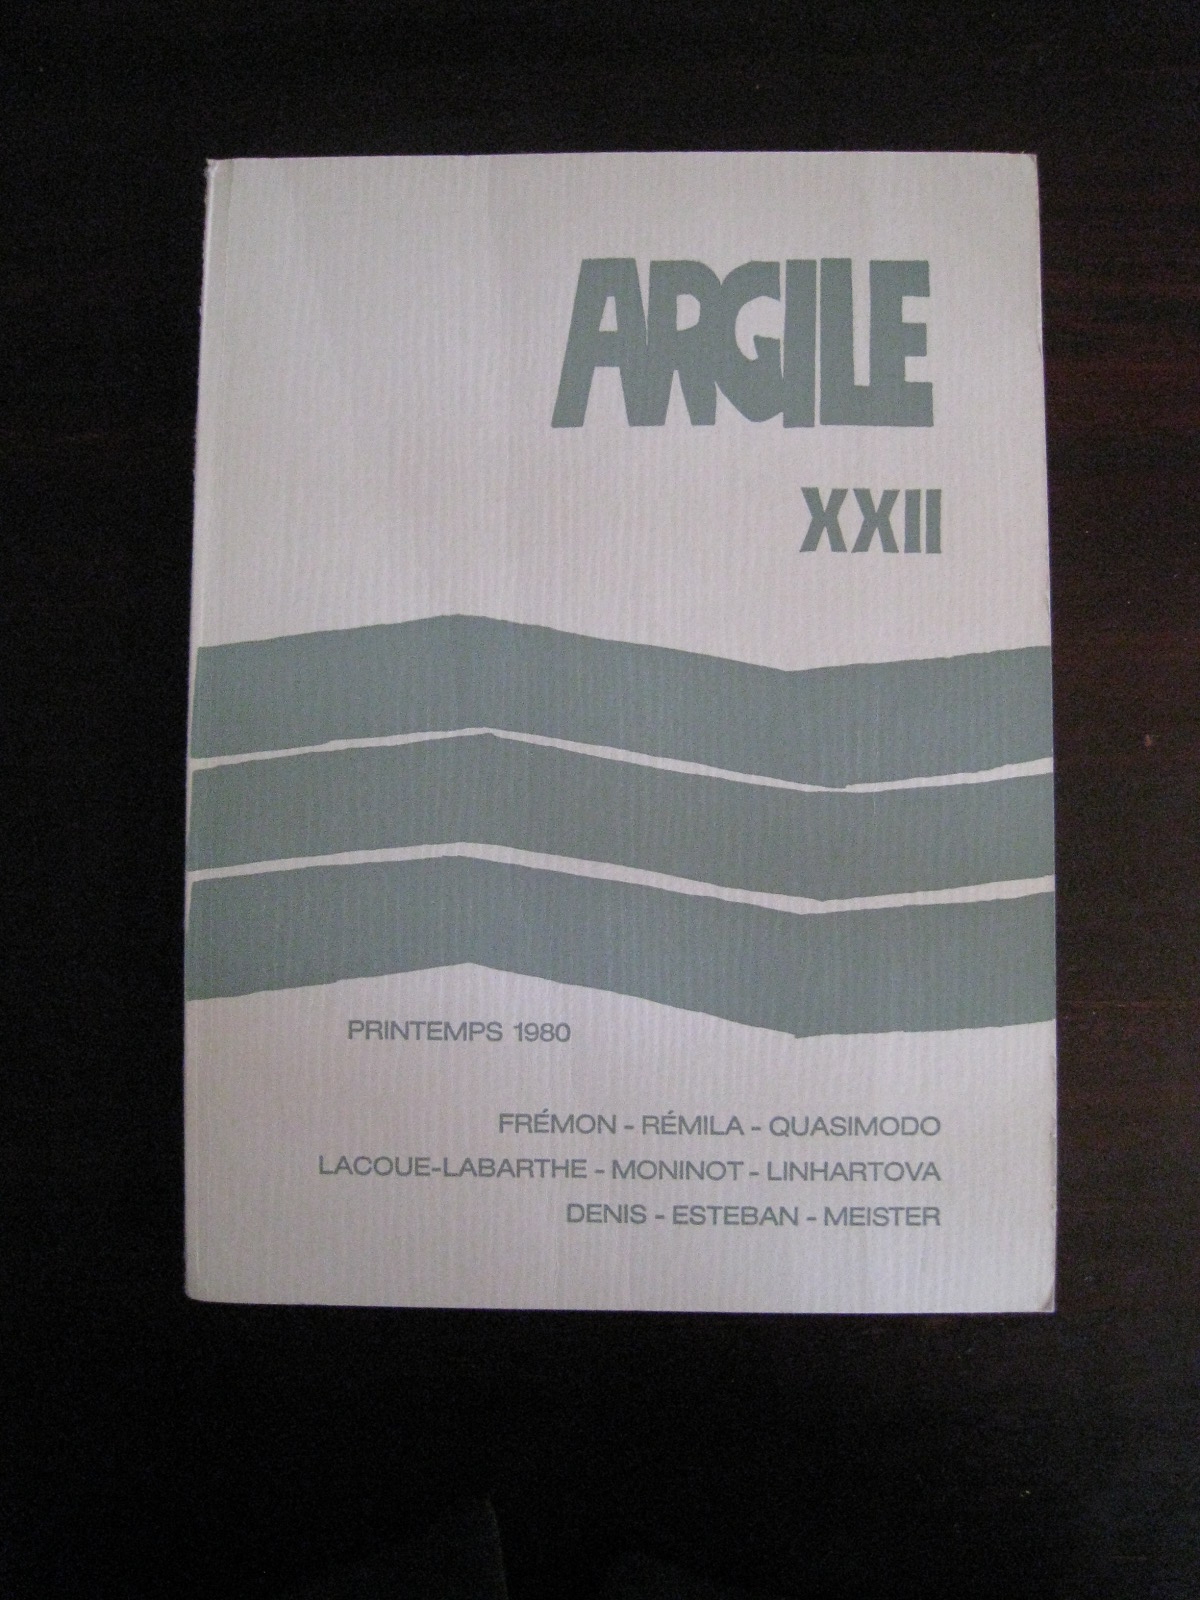 ARGILE
XXII
PRINTEMPS 1980
FRÉMON - RÉMILA - QUASIMODO
LACOUE-LABARTHE - MONINOT - LINHARTOVA
DENIS - ESTEBAN - MEISTER